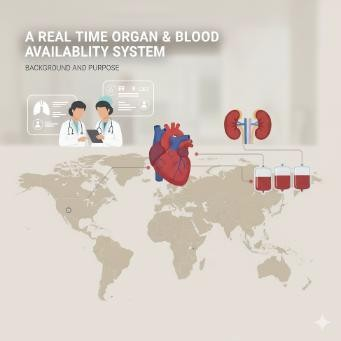 A REAL TIME ORGAN & BLOOD
AVAILABLITY SYSTEM
BACKGROUND AND PURPOSE